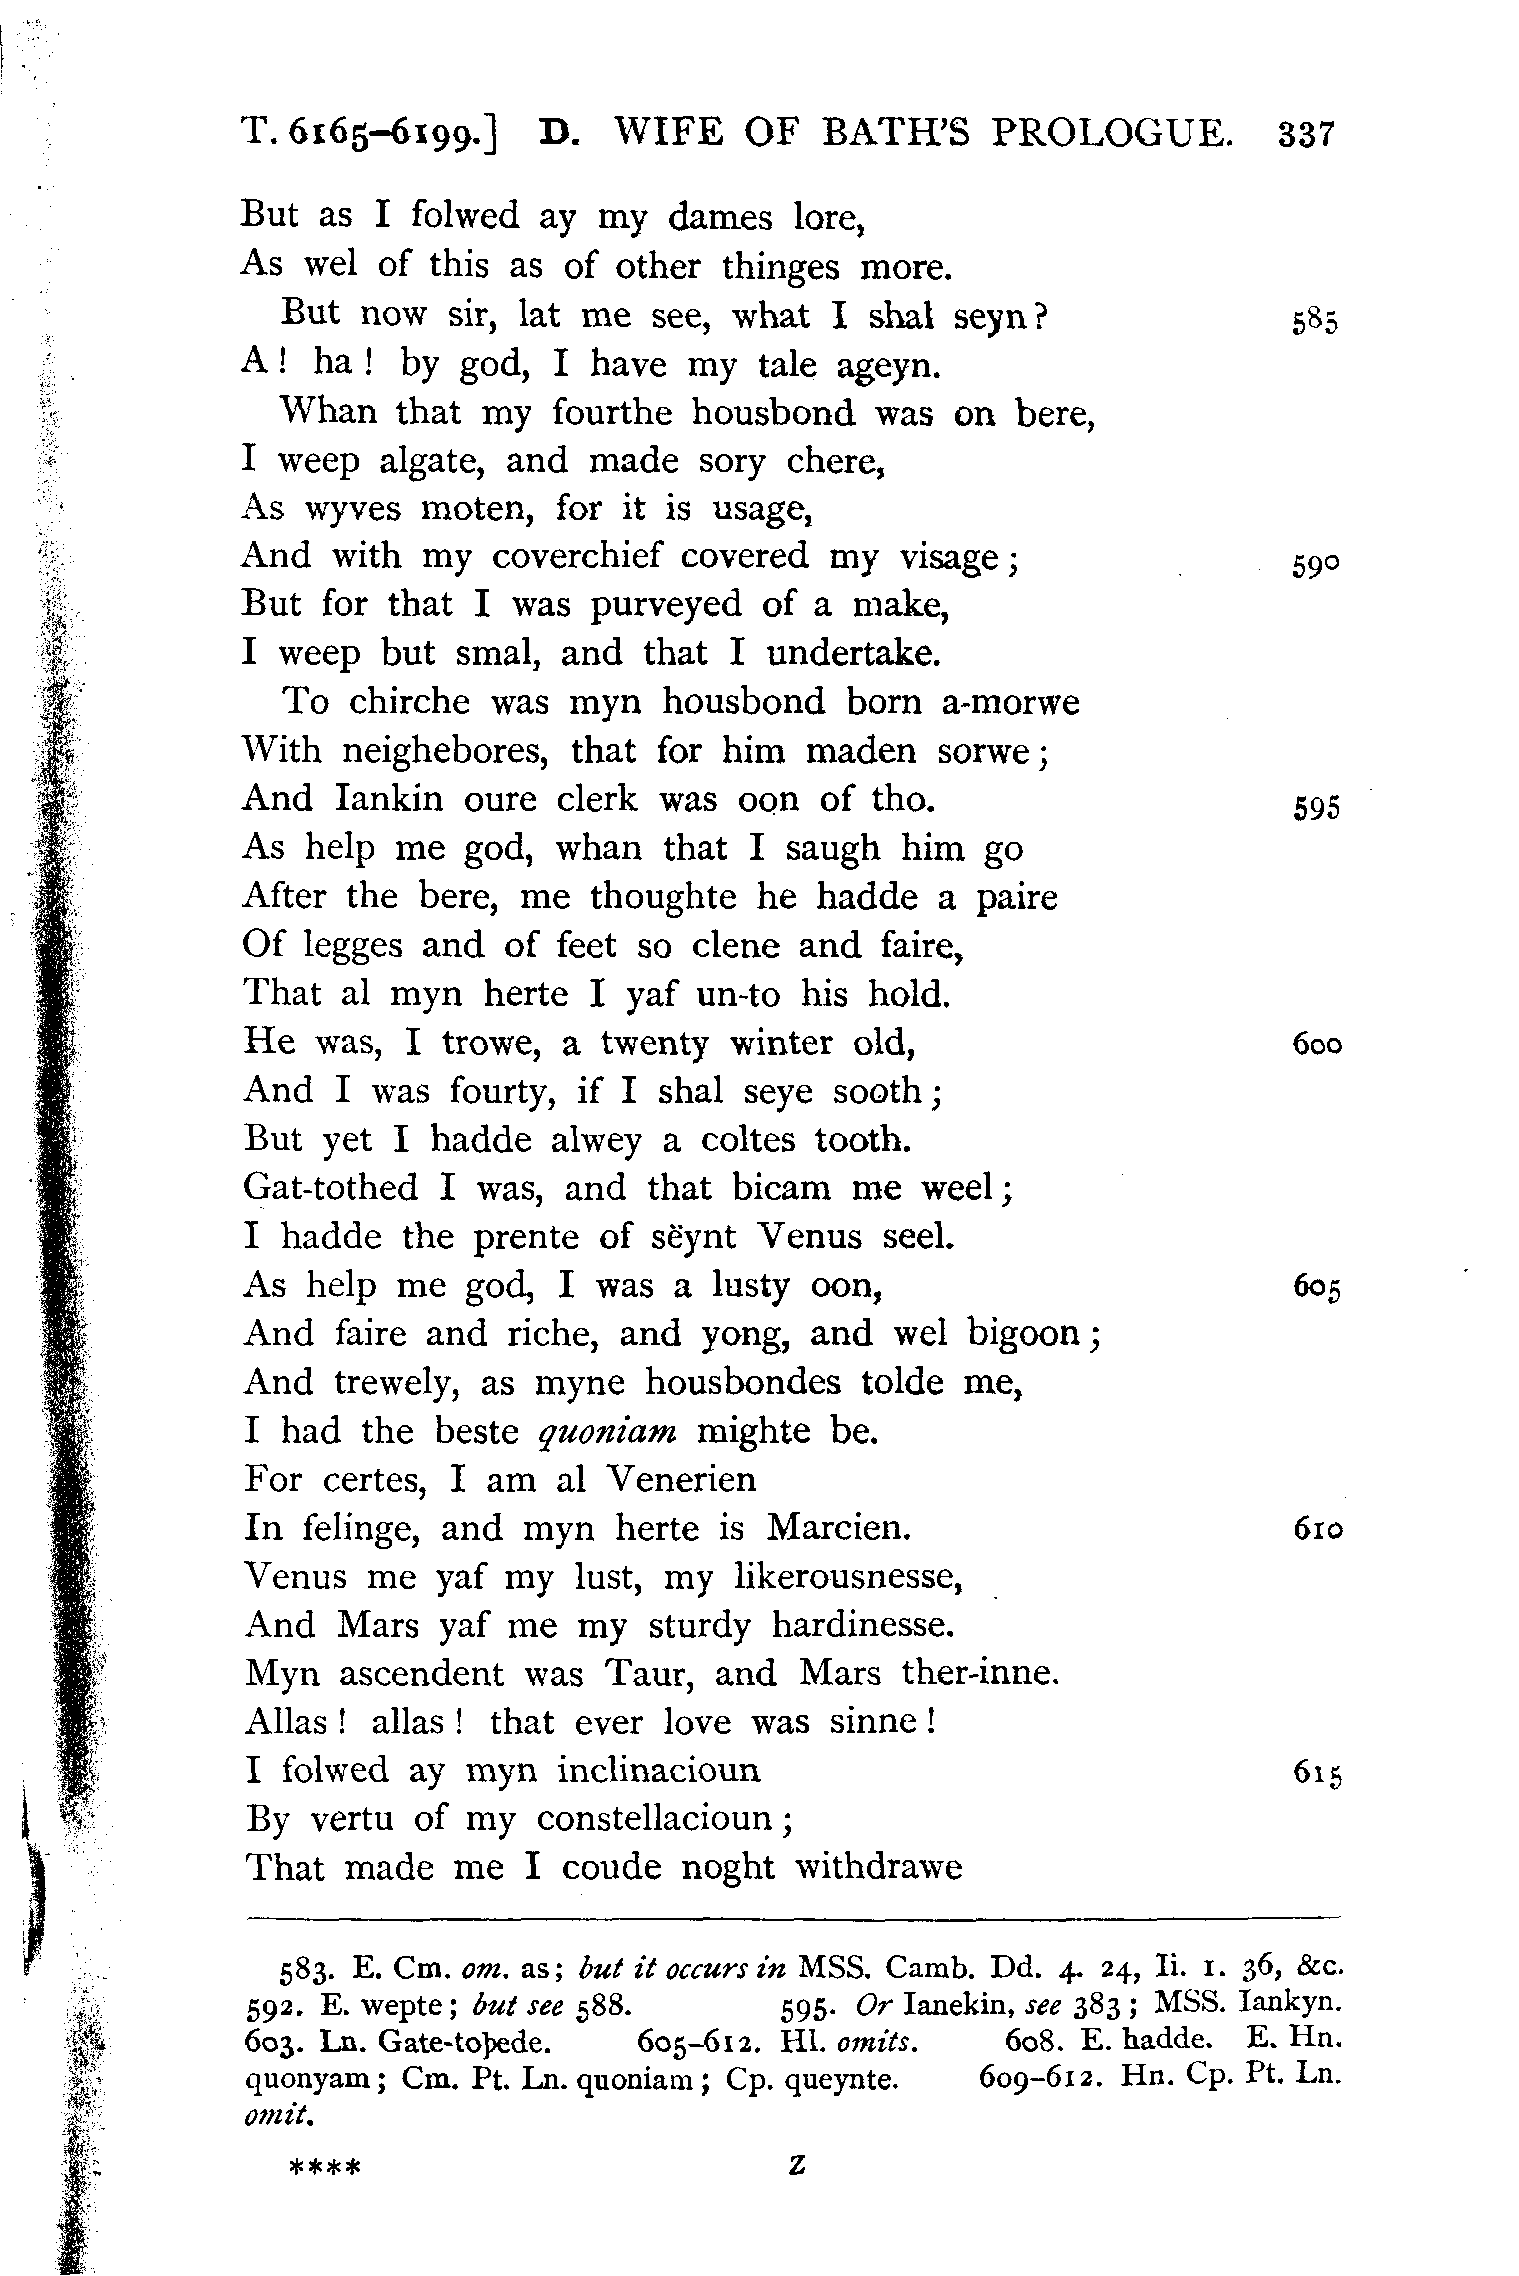 T. 6165–6199.] D. WIFE OF BATH'S PROLOGUE. 337
But as I folwed ay my dames lore,
As wel of this as of other thinges more.
But now sir, lat me see, what I shal seyn? 585
A! ha! by god, I have my tale ageyn.
Whan that my fourthe housbond was on bere,
I weep algate, and made sory chere,
As wyves moten, for it is usage,
And with my coverchief covered my visage; 590
But for that I was purveyed of a make,
I weep but smal, and that I undertake.
To chirche was myn housbond born a-morwe
With neighebores, that for him maden sorwe;
And Iankin oure clerk was oon of tho. 595
As help me god, whan that I saugh him go
After the bere, me thoughte he hadde a paire
Of legges and of feet so clene and faire,
That al myn herte I yaf un-to his hold.
He was, I trowe, a twenty winter old, 600
And I was fourty, if I shal seye sooth;
But yet I hadde alwey a coltes tooth.
Gat-tothed I was, and that bicam me weel;
I hadde the prente of sëynt Venus seel.
As help me god, I was a lusty oon, 605
And faire and riche, and yong, and wel bigoon;
And trewely, as myne housbondes tolde me,
I had the beste quoniam mighte be.
For certes, I am al Venerien
In felinge, and myn herte is Marcien. 610
Venus me yaf my lust, my likerousnesse,
And Mars yaf me my sturdy hardinesse.
Myn ascendent was Taur, and Mars ther-inne.
Allas! allas! that ever love was sinne!
I folwed ay myn inclinacioun 615
By vertu of my constellacioun;
That made me I coude noght withdrawe
583. E. Cm. om. as; but it occurs in MSS. Camb. Dd. 4. 24, Ii. 1. 36, &c.
592. E. wepte; but see 588. 595. Or Ianekin, see 383; MSS. Iankyn.
603. Ln. Gate-toþede. 605–612. Hl. omits. 608. E. hadde. E. Hn.
quonyam; Cm. Pt. Ln. quoniam; Cp. queynte. 609–612. Hn. Cp. Pt. Ln.
omit.
**** Z